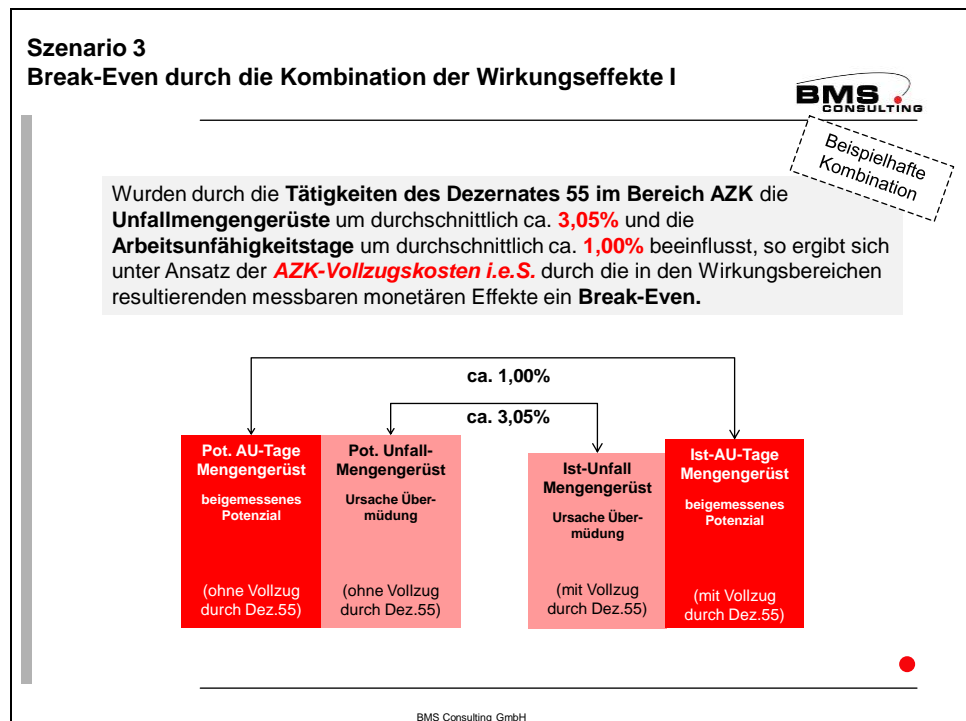 Szenario 3
Break-Even durch die Kombination der Wirkungseffekte I
BMS
CONSULTING
Beispielhafte
Kombination
Wurden durch die Tätigkeiten des Dezernates 55 im Bereich AZK die
Unfallmengengerüste um durchschnittlich ca. 3,05% und die
Arbeitsunfähigkeitstage um durchschnittlich ca. 1,00% beeinflusst, so ergibt sich
unter Ansatz der AZK-Vollzugskosten i.e.S. durch die in den Wirkungsbereichen
resultierenden messbaren monetären Effekte ein Break-Even.
ca. 1,00%
ca. 3,05%
Pot. AU-Tage
Mengengerüst
beigemessenes
Potenzial
(ohne Vollzug
durch Dez.55)
Pot. Unfall-
Mengengerüst
Ursache Über-
müdung
(ohne Vollzug
durch Dez.55)
Ist-Unfall
Mengengerüst
Ursache Über-
müdung
(mit Vollzug
durch Dez.55)
Ist-AU-Tage
Mengengerüst
beigemessenes
Potenzial
(mit Vollzug
durch Dez.55)
BMS Consulting GmbH